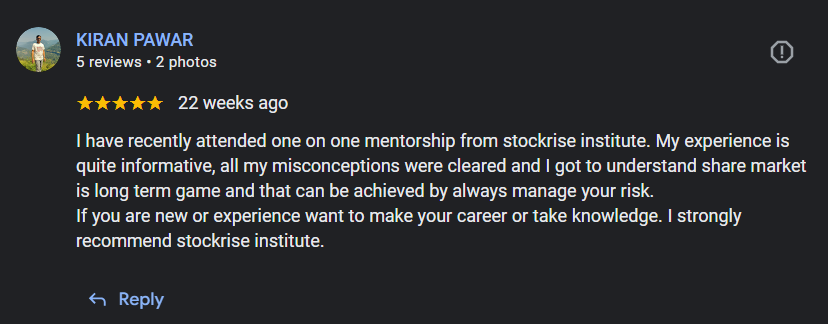 KIRAN PAWAR
5 reviews • 2 photos
22 weeks ago
I have recently attended one on one mentorship from stockrise institute. My experience is
quite informative, all my misconceptions were cleared and I got to understand share market
is long term game and that can be achieved by always manage your risk.
If you are new or experience want to make your career or take knowledge. I strongly
recommend stockrise institute.
Reply